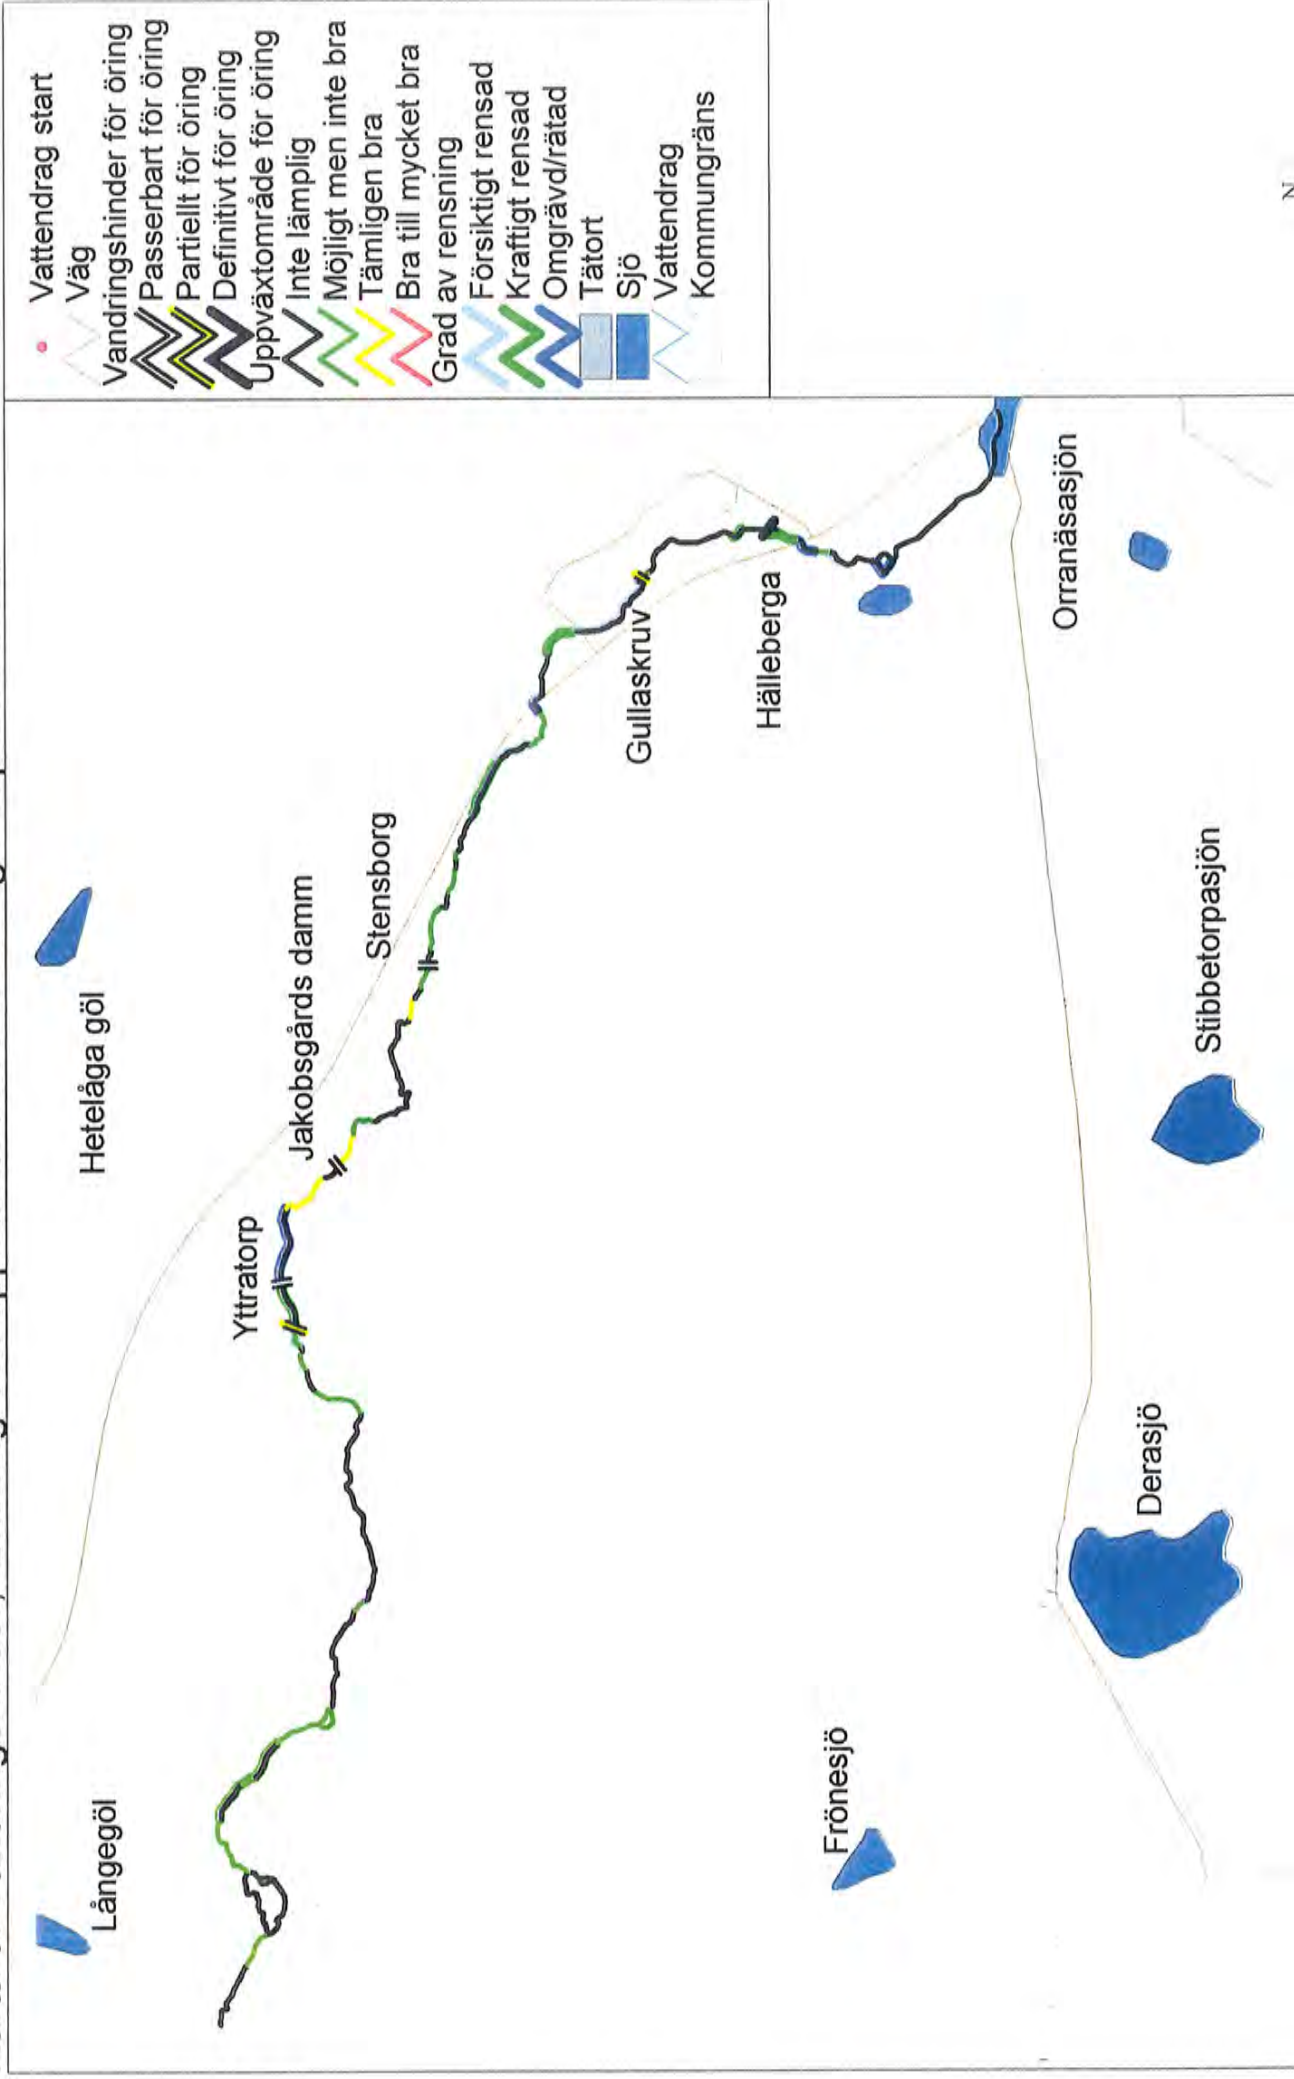 Vattendrag start
Väg
Vandringshinder för öring
Passerbart för öring
Partiellt för öring
Definitivt för öring
Uppväxtområde för öring
Inte lämplig
Möjligt men inte bra
Tämligen bra
Bra till mycket bra
Grad av rensning
Försiktigt rensad
Kraftigt rensad
Omgrävd/rätad
Tätort
Sjö
Vattendrag
Kommungräns
N
Långegöl
Hetelåga göl
Yttratorp
Jakobsgårds damm
Stensborg
Gullaskruv
Hälleberga
Orranäsasjön
Frönesjö
Derasjö
Stibbetorpasjön